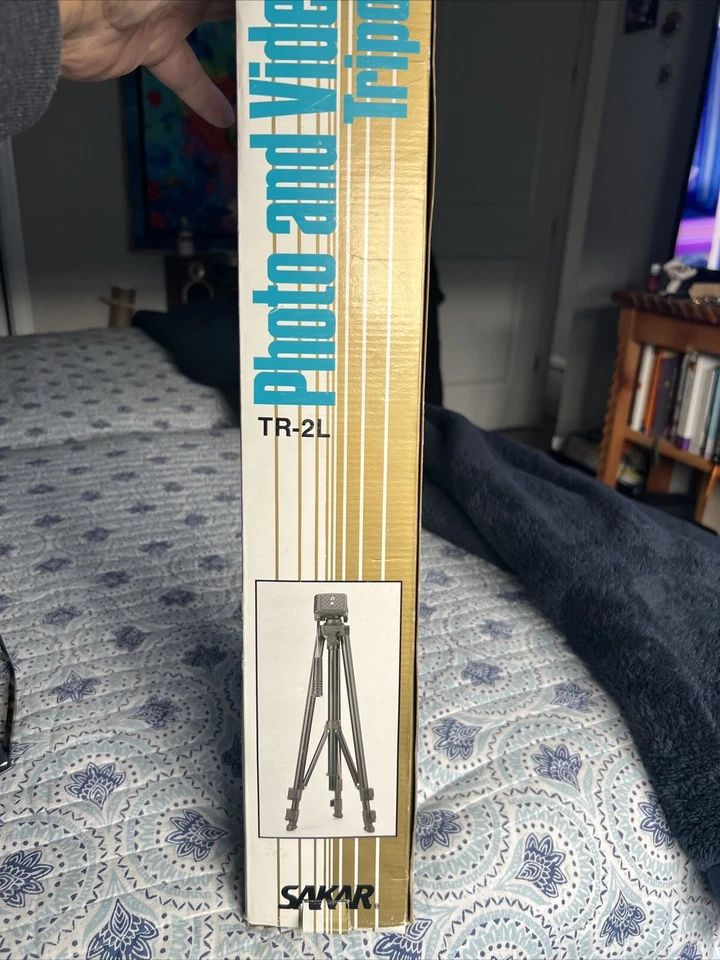 Photo and Vide
Tripo
TR-2L
SAKAR®